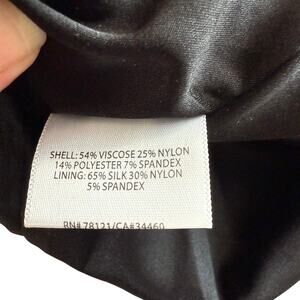 SHELL: 54% VISCOSE 25% NYLON
14% POLYESTER 7% SPANDEX
LINING: 65% SILK 30% NYLON
5% SPANDEX
RN# 78121/CA#34460